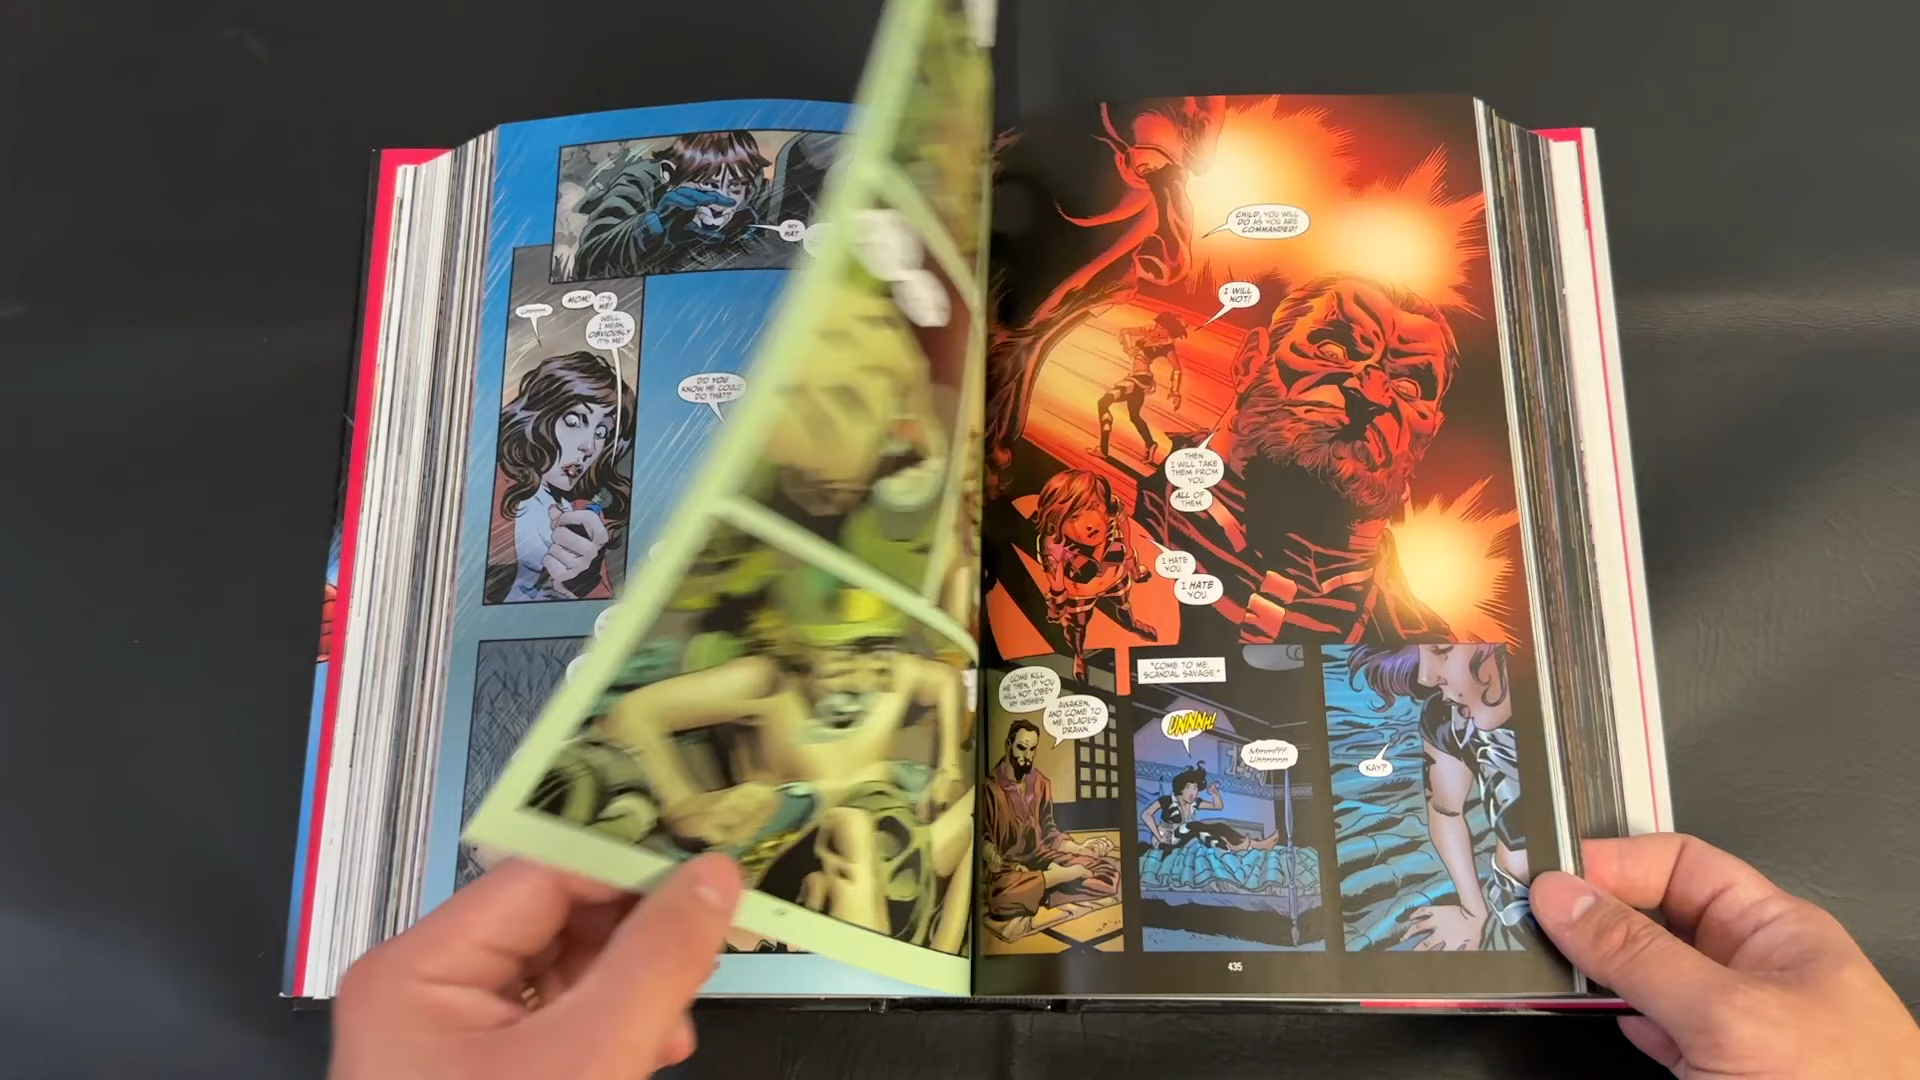 MY
HAT
UHHHHH.
MOM!
IT'S
ME!
WELL,
I MEAN,
OBVIOUSLY
IT'S ME!
DID YOU
KNOW HE COULD
DO THAT?
CHILD, YOU WILL
DO AS YOU ARE
COMMANDED!
I WILL
NOT!
THEN
I WILL TAKE
THEM FROM
YOU.
ALL OF
THEM.
I HATE
YOU.
I HATE
YOU.
COME KILL
ME THEN, IF YOU
WILL NOT OBEY
MY WISHES.
AWAKEN,
AND COME TO
ME, BLADES
DRAWN.
"COME TO ME,
SCANDAL SAVAGE."
UNNNH!
MMMFFF
UHHHHHH
KAY?
435